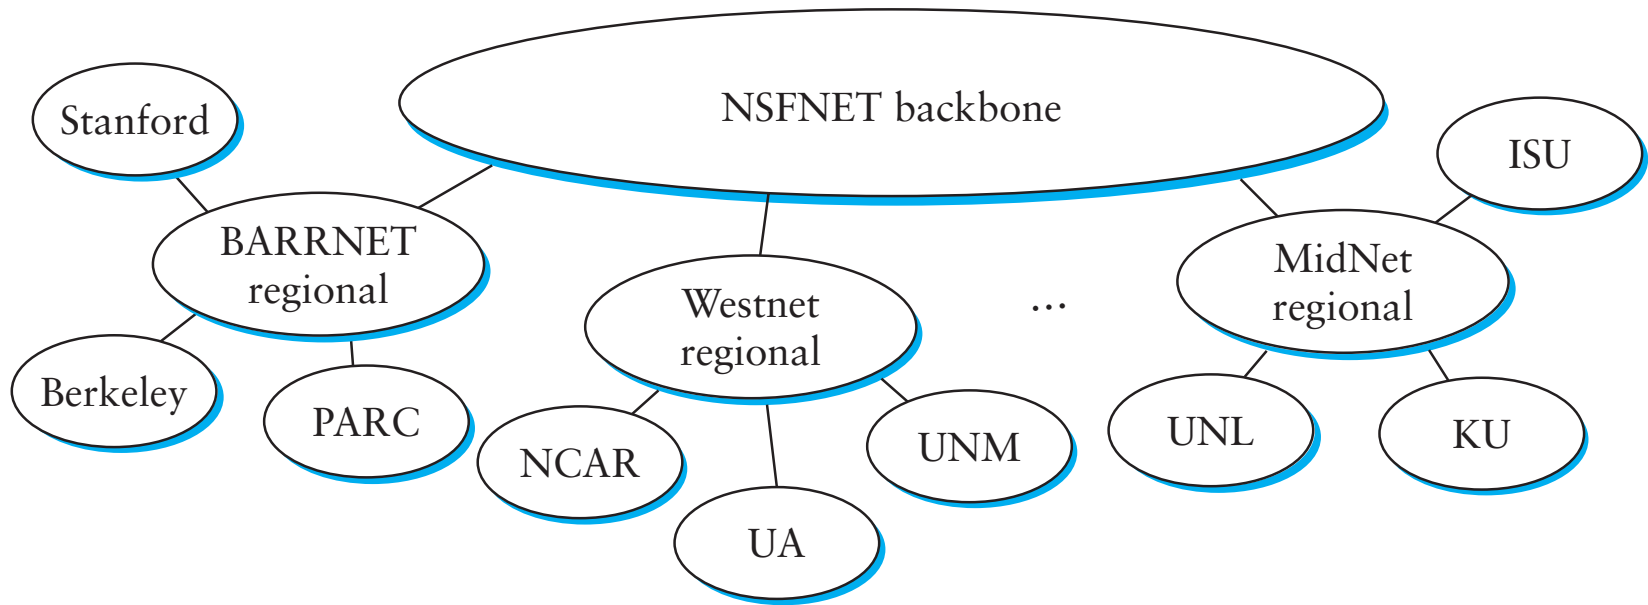 NSFNET backbone
Stanford
ISU
BARRNET
regional
MidNet
regional
Westnet
regional
...
Berkeley
PARC
NCAR
UA
UNM
UNL
KU